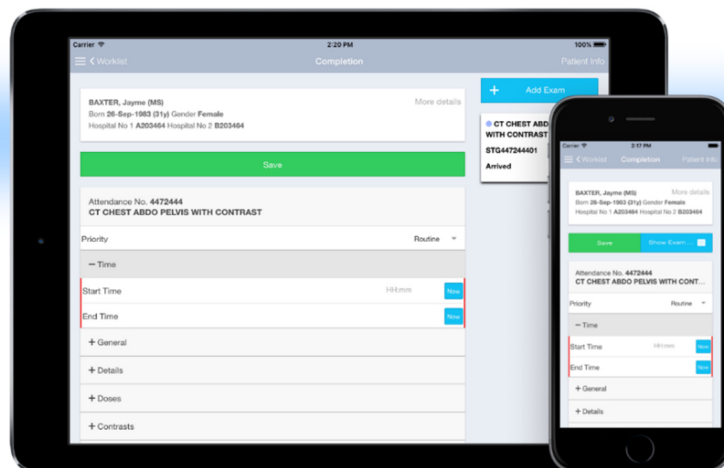 Carrier 2:20 PM 100%
Worklist Completion Patient Info
BAXTER, Jayme (MS) More details
Born 26-Sep-1983 (31y) Gender Female
Hospital No 1 A203464 Hospital No 2 B203464
Save
Attendance No. 4472444
CT CHEST ABDO PELVIS WITH CONTRAST
Priority Routine
− Time
Start Time HH:mm Now
End Time Now
+ General
+ Details
+ Doses
+ Contrasts
+ Add Exam
CT CHEST ABD
WITH CONTRAST
STG447244401
Arrived
Carrier 2:17 PM
Worklist Completion Patient Info
BAXTER, Jayme (MS) More details
Born 26-Sep-1983 (31y) Gender Female
Hospital No 1 A203464 Hospital No 2 B203464
Save Show Exam ...
Attendance No. 4472444
CT CHEST ABDO PELVIS WITH CONT...
Priority Routine
− Time
Start Time HH:mm Now
End Time Now
+ General
+ Details